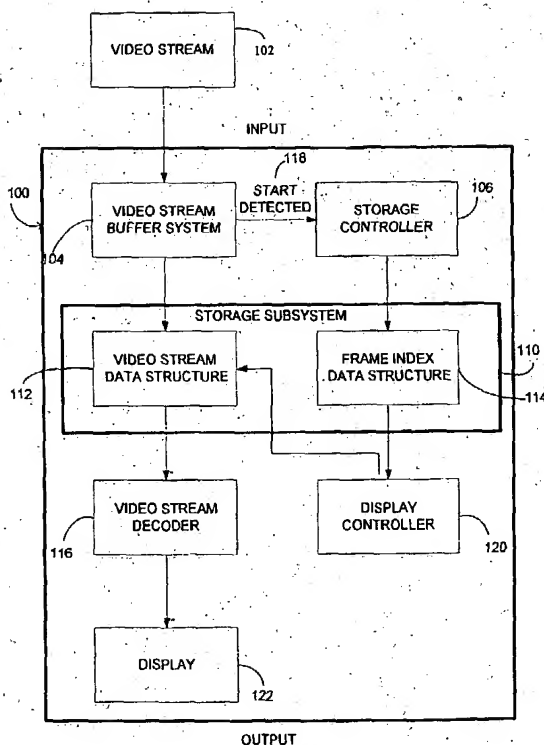 VIDEO STREAM
102
INPUT
118
100
START
DETECTED
106
VIDEO STREAM
BUFFER SYSTEM
STORAGE
CONTROLLER
104
STORAGE SUBSYSTEM
110
VIDEO STREAM
DATA STRUCTURE
FRAME INDEX
DATA STRUCTURE
112
114
VIDEO STREAM
DECODER
DISPLAY
CONTROLLER
116
120
DISPLAY
122
OUTPUT